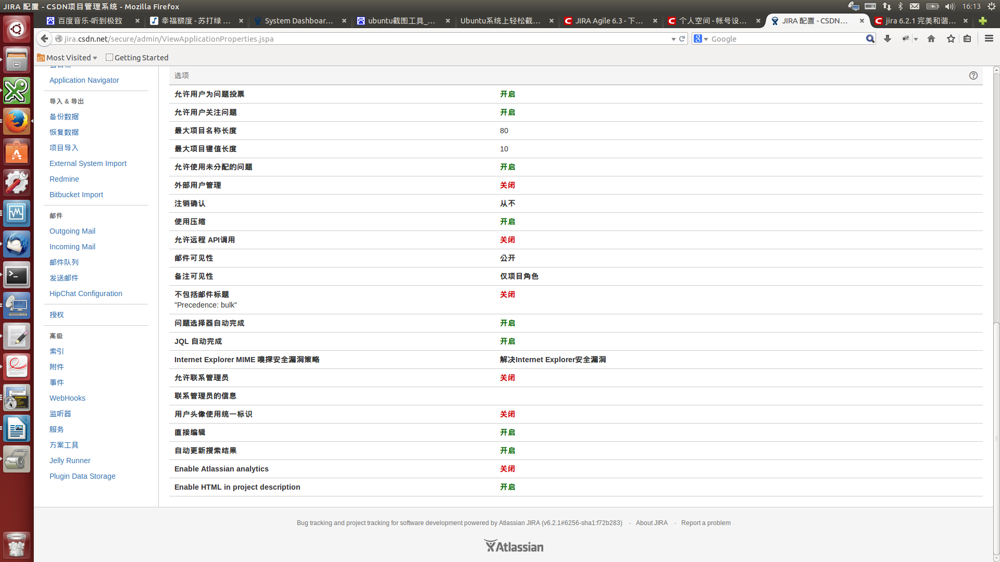 JIRA 配置 - CSDN项目管理系统 - Mozilla Firefox
16:13
百度音乐-听到极致
幸福额度 - 苏打绿 ...
System Dashboar...
ubuntu截图工具_...
Ubuntu系统上轻松截...
JIRA Agile 6.3 - 下...
个人空间 - 帐号设...
JIRA 配置 - CSDN...
jira 6.2.1 完美和谐...
jira.csdn.net/secure/admin/ViewApplicationProperties.jspa
Google
Most Visited
Getting Started
Application Navigator
导入 & 导出
备份数据
恢复数据
项目导入
External System Import
Redmine
Bitbucket Import
邮件
Outgoing Mail
Incoming Mail
邮件队列
发送邮件
HipChat Configuration
授权
高级
索引
附件
事件
WebHooks
监听器
服务
方案工具
Jelly Runner
Plugin Data Storage
选项
允许用户为问题投票 开启
允许用户关注问题 开启
最大项目名称长度 80
最大项目键值长度 10
允许使用未分配的问题 开启
外部用户管理 关闭
注销确认 从不
使用压缩 开启
允许远程 API调用 关闭
邮件可见性 公开
备注可见性 仅项目角色
不包括邮件标题 关闭
"Precedence: bulk"
问题选择器自动完成 开启
JQL 自动完成 开启
Internet Explorer MIME 嗅探安全漏洞策略 解决Internet Explorer安全漏洞
允许联系管理员 关闭
联系管理员的信息
用户头像使用统一标识 关闭
直接编辑 开启
自动更新搜索结果 开启
Enable Atlassian analytics 关闭
Enable HTML in project description 开启
Bug tracking and project tracking for software development powered by Atlassian JIRA (v6.2.1#6256-sha1:f72b283) · About JIRA · Report a problem
Atlassian